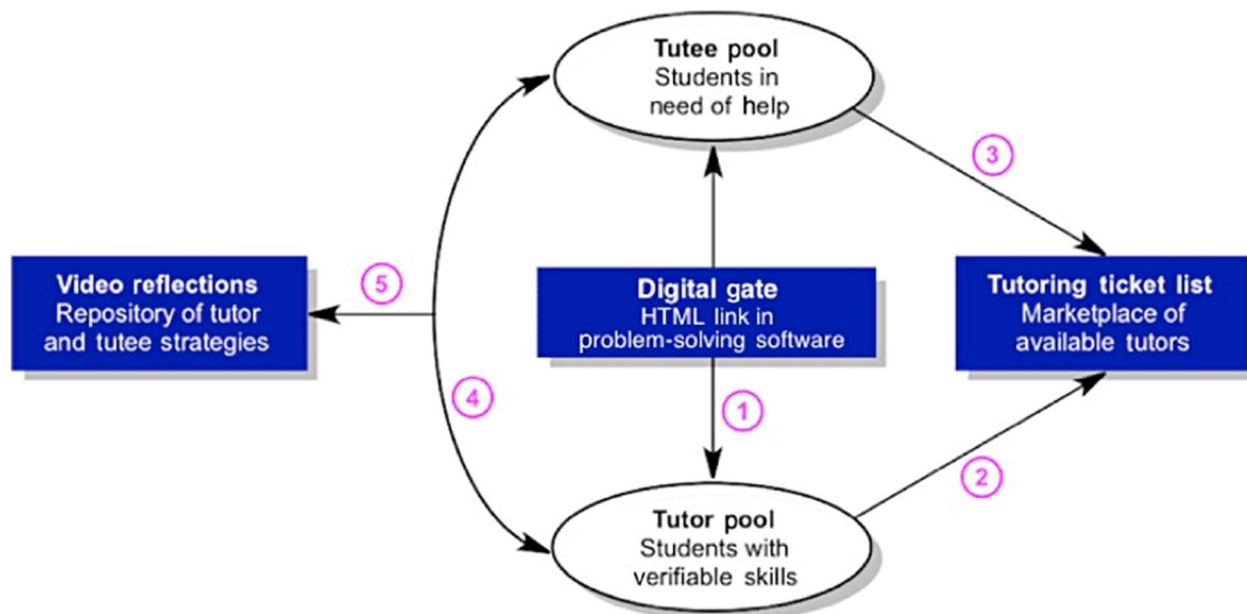 Tutee pool
Students in
need of help
3
Video reflections
Repository of tutor
and tutee strategies
5
Digital gate
HTML link in
problem-solving software
Tutoring ticket list
Marketplace of
available tutors
4
1
2
Tutor pool
Students with
verifiable skills